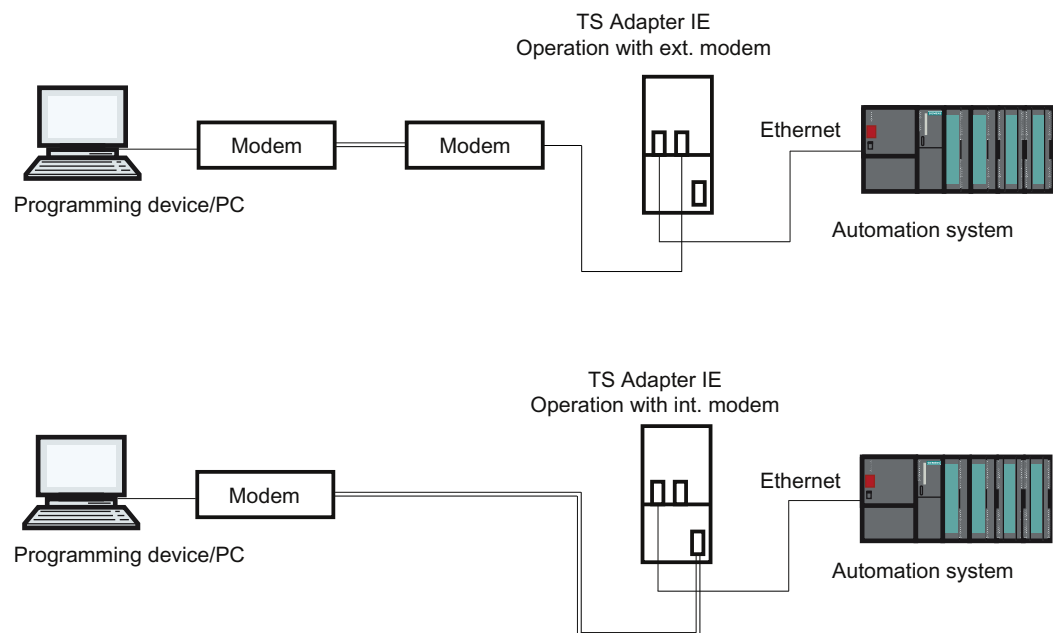 TS Adapter IE
Operation with ext. modem
Ethernet
Modem
Modem
Programming device/PC
Automation system
TS Adapter IE
Operation with int. modem
Ethernet
Modem
Programming device/PC
Automation system